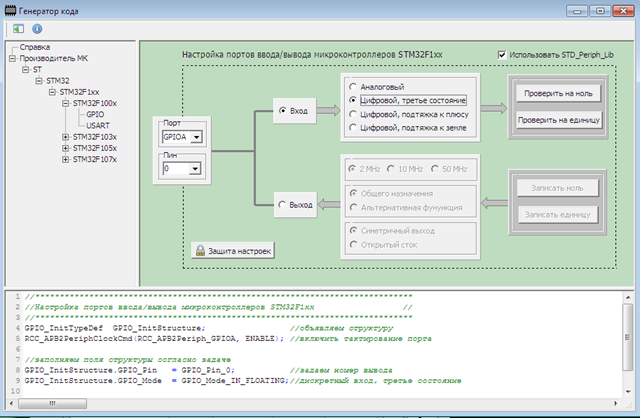 Генератор кода
Справка
Производитель МК
ST
STM32
STM32F1xx
STM32F100x
GPIO
USART
STM32F103x
STM32F105x
STM32F107x
Настройка портов ввода/вывода микроконтроллеров STM32F1xx
Использовать STD_Periph_Lib
Порт
GPIOA
Пин
0
Вход
Выход
Аналоговый
Цифровой, третье состояние
Цифровой, подтяжка к плюсу
Цифровой, подтяжка к земле
Проверить на ноль
Проверить на единицу
2 MHz 10 MHz 50 MHz
Общего назначения
Альтернативная фунункция
Симетричный выход
Открытый сток
Записать ноль
Записать единицу
Защита настроек
1 //**********************************************************************
2 //Настройка портов ввода/вывода микроконтроллеров STM32F1xx //
3 //**********************************************************************
4 GPIO_InitTypeDef GPIO_InitStructure; //объявляем структуру
5 RCC_APB2PeriphClockCmd(RCC_APB2Periph_GPIOA, ENABLE); //включить тактирование порта
6
7 //заполняем поля структуры согласно задаче
8 GPIO_InitStructure.GPIO_Pin = GPIO_Pin_0; //задаем номер вывода
9 GPIO_InitStructure.GPIO_Mode = GPIO_Mode_IN_FLOATING;//дискретный вход, третье состояние
10